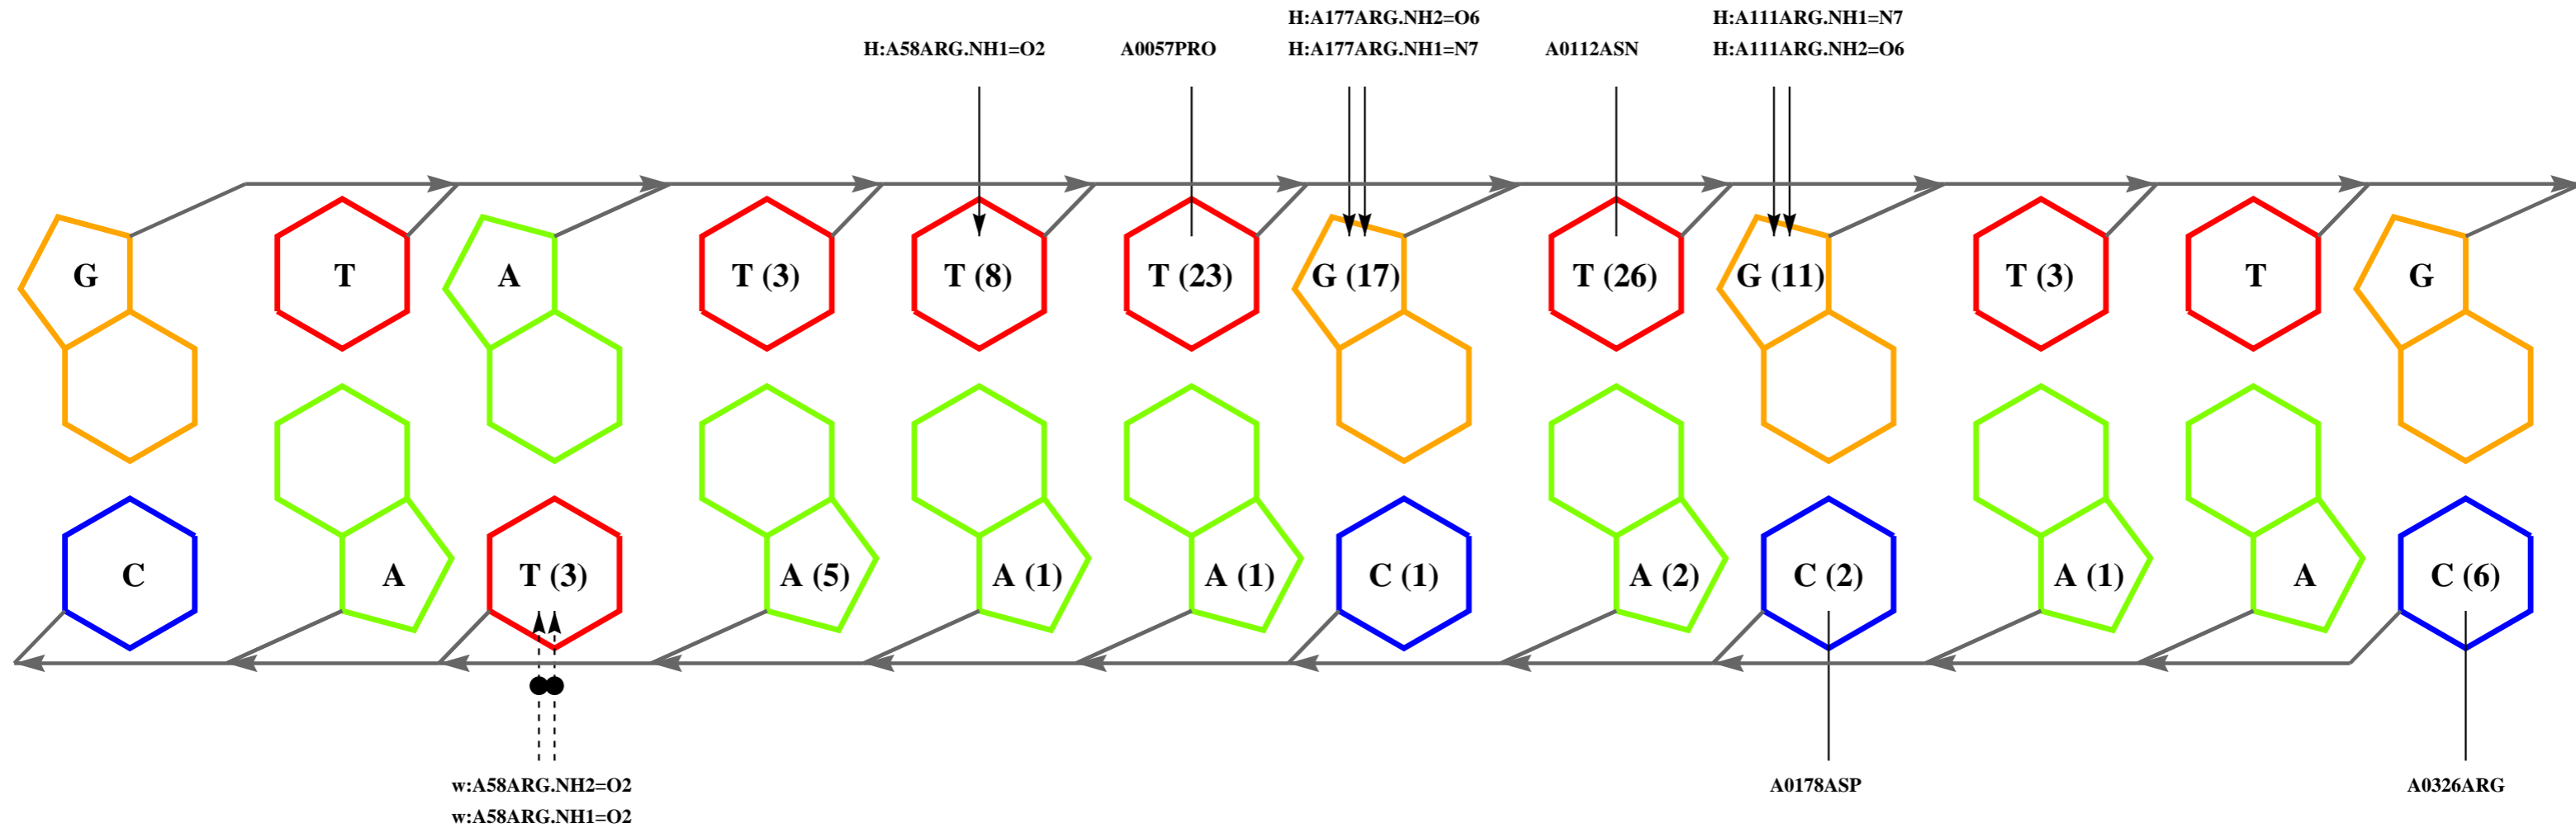 H:A177ARG.NH2=O6 H:A111ARG.NH1=N7
H:A58ARG.NH1=O2 A0057PRO H:A177ARG.NH1=N7 A0112ASN H:A111ARG.NH2=O6
G T A T (3) T (8) T (23) G (17) T (26) G (11) T (3) T G
C A T (3) A (5) A (1) A (1) C (1) A (2) C (2) A (1) A C (6)
w:A58ARG.NH2=O2 A0178ASP A0326ARG
w:A58ARG.NH1=O2